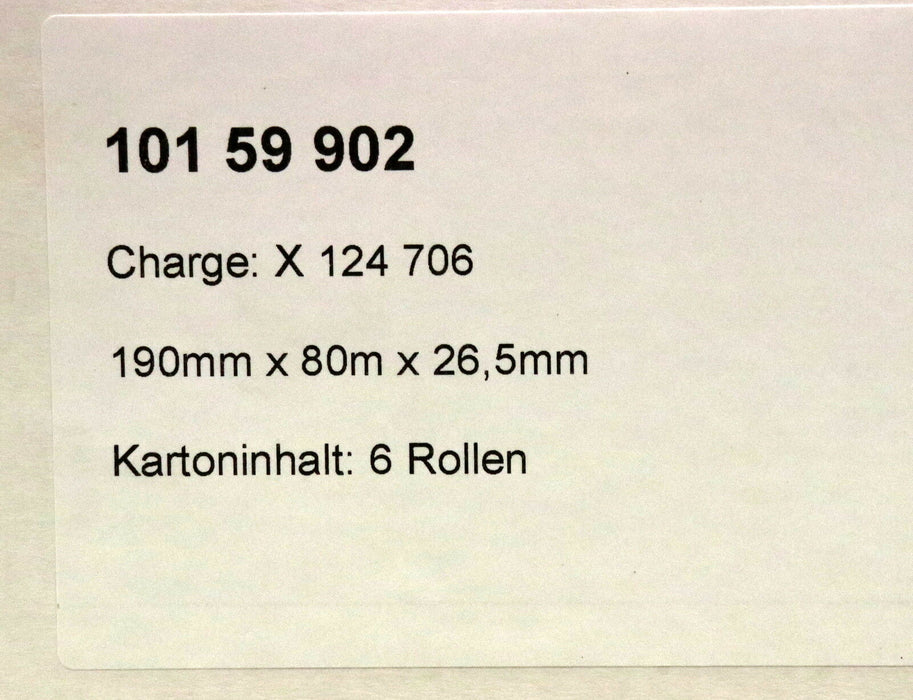 101 59 902
Charge: X 124 706
190mm x 80m x 26,5mm
Kartoninhalt: 6 Rollen